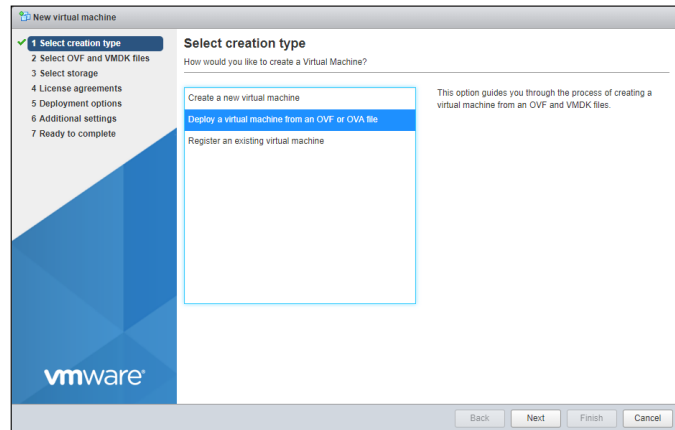 New virtual machine
1 Select creation type
2 Select OVF and VMDK files
3 Select storage
4 License agreements
5 Deployment options
6 Additional settings
7 Ready to complete
Select creation type
How would you like to create a Virtual Machine?
Create a new virtual machine
Deploy a virtual machine from an OVF or OVA file
Register an existing virtual machine
This option guides you through the process of creating a
virtual machine from an OVF and VMDK files.
vmware®
Back
Next
Finish
Cancel